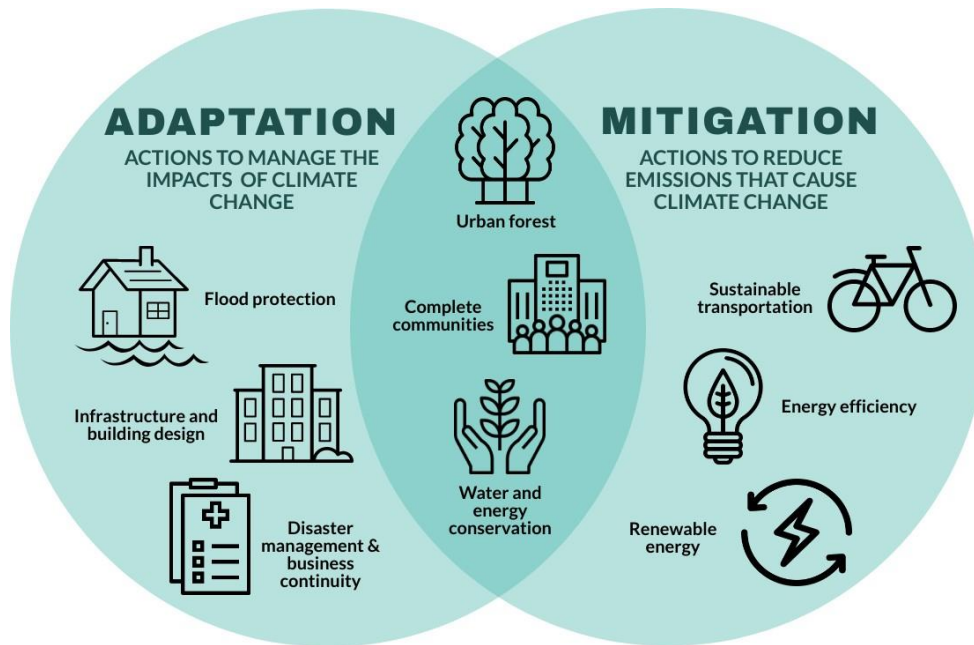 ADAPTATION
ACTIONS TO MANAGE THE
IMPACTS OF CLIMATE
CHANGE
Flood protection
Infrastructure and
building design
Disaster
management &
business
continuity
Urban forest
Complete
communities
Water and
energy
conservation
MITIGATION
ACTIONS TO REDUCE
EMISSIONS THAT CAUSE
CLIMATE CHANGE
Sustainable
transportation
Energy efficiency
Renewable
energy